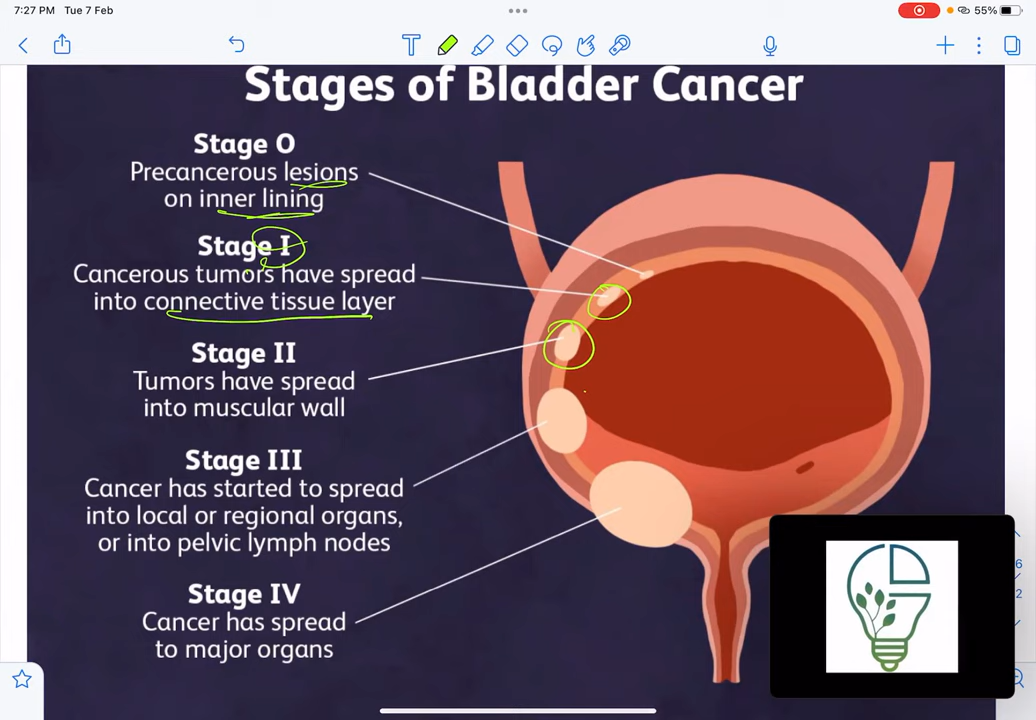 7:27 PM Tue 7 Feb
55%
T
Stages of Bladder Cancer
Stage 0
Precancerous lesions
on inner lining
Stage I
Cancerous tumors have spread
into connective tissue layer
Stage II
Tumors have spread
into muscular wall
Stage III
Cancer has started to spread
into local or regional organs,
or into pelvic lymph nodes
Stage IV
Cancer has spread
to major organs
6
2